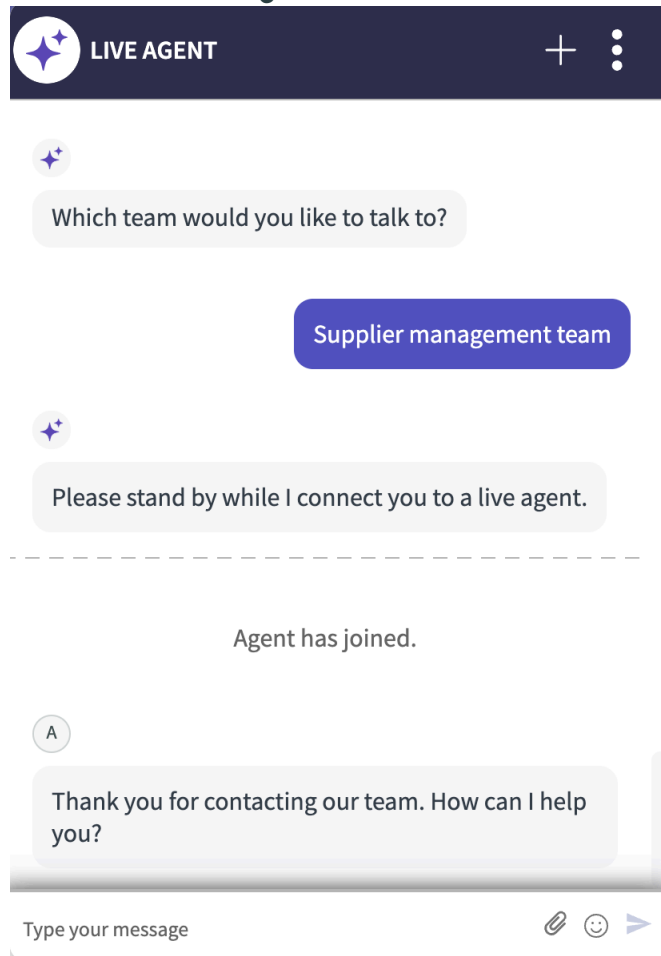 LIVE AGENT
Which team would you like to talk to?
Supplier management team
Please stand by while I connect you to a live agent.
Agent has joined.
A
Thank you for contacting our team. How can I help
you?
Type your message